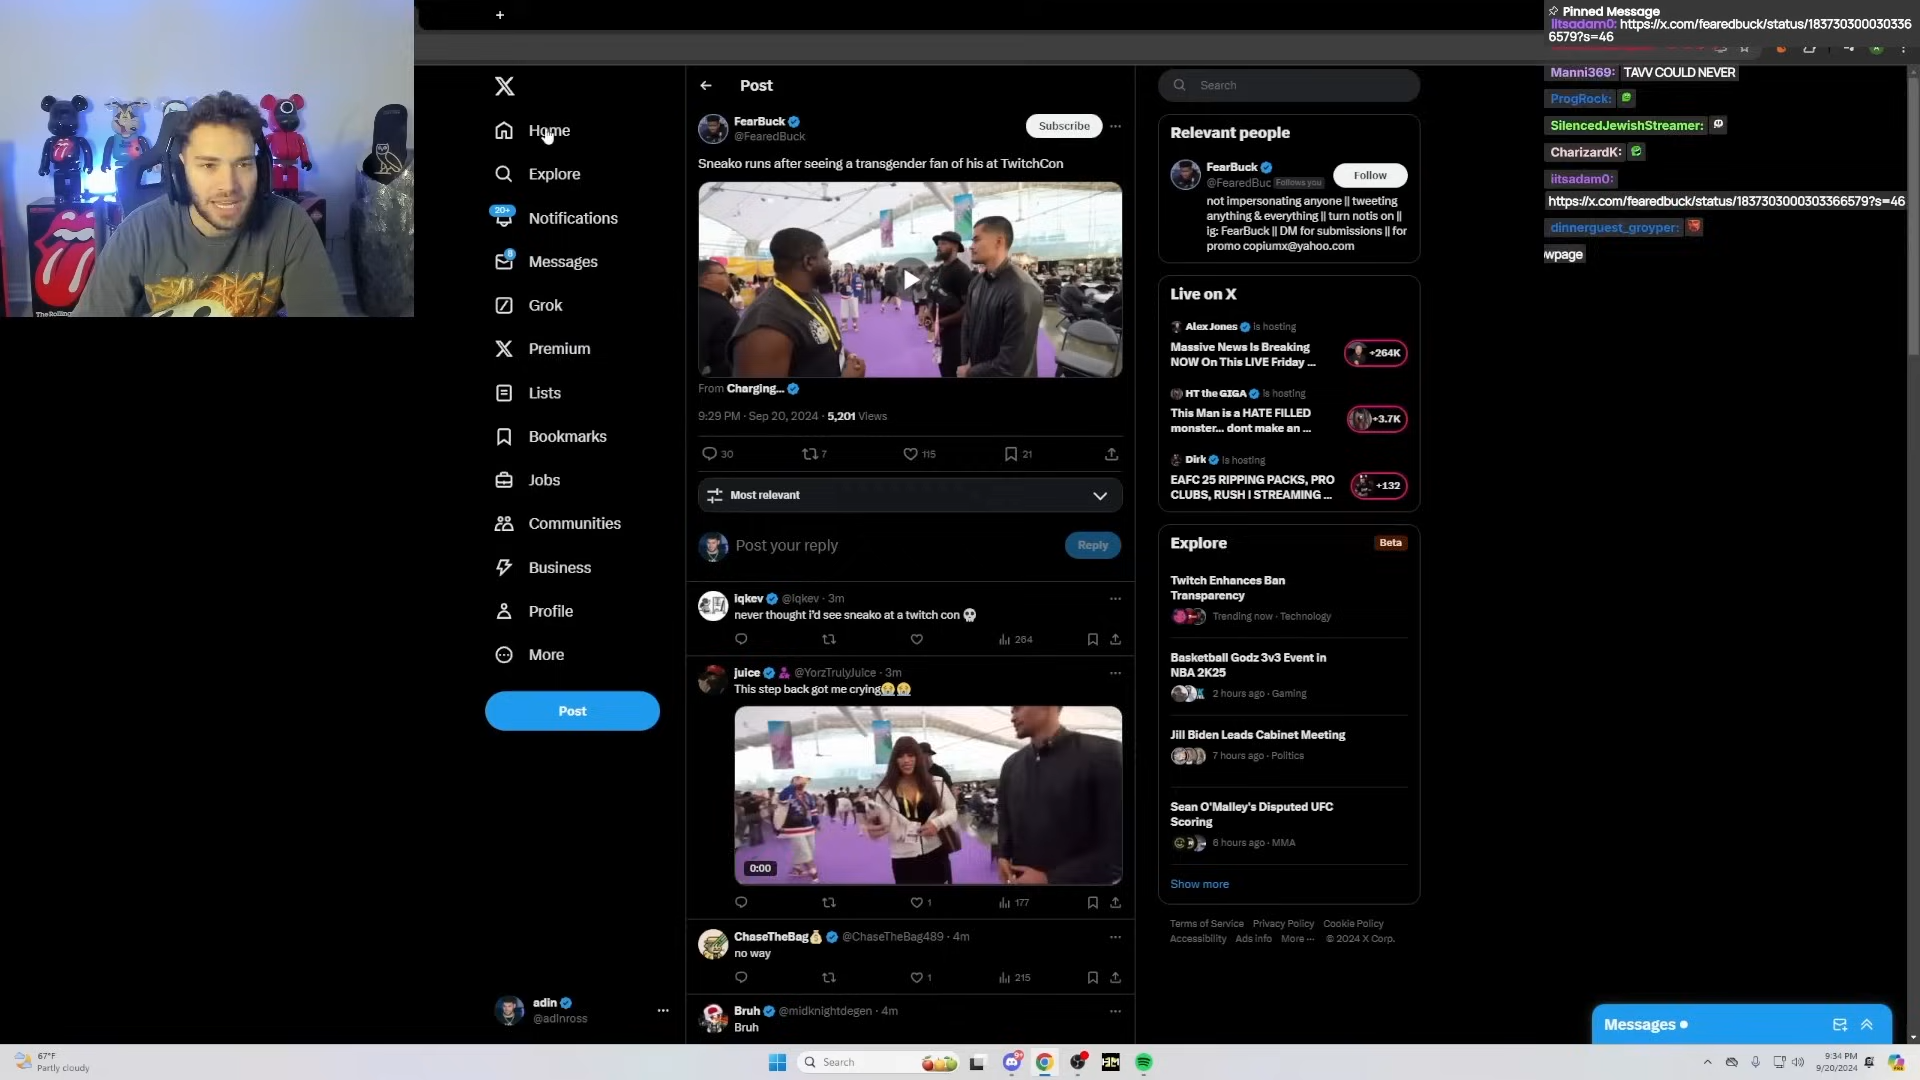 Pinned Message
iitsadam0: https://x.com/fearedbuck/status/183730300030336
6579?s=46
Manni369: TAVV COULD NEVER
ProgRock:
SilencedJewishStreamer:
CharizardK:
iitsadam0:
https://x.com/fearedbuck/status/1837303000303366579?s=46
dinnerguest_groyper:
wpage
Home
Explore
Notifications
20+
Messages
8
Grok
Premium
Lists
Bookmarks
Jobs
Communities
Business
Profile
More
Post
adin
@adinross
Post
FearBuck
@FearedBuck
Subscribe
Sneako runs after seeing a transgender fan of his at TwitchCon
From Charging...
9:29 PM · Sep 20, 2024 · 5,201 Views
30
7
115
21
Most relevant
Post your reply
Reply
iqkev @iqkev · 3m
never thought i'd see sneako at a twitch con 💀
264
juice @YorzTrulyJuice · 3m
This step back got me crying😭😭
0:00
1
177
ChaseTheBag💰 @ChaseTheBag489 · 4m
no way
1
215
Bruh @midknightdegen · 4m
Bruh
Search
Relevant people
FearBuck
@FearedBuc Follows you
Follow
not impersonating anyone || tweeting
anything & everything || turn notis on ||
ig: FearBuck || DM for submissions || for
promo copiumx@yahoo.com
Live on X
Alex Jones is hosting
Massive News Is Breaking
NOW On This LIVE Friday ...
+264K
HT the GIGA is hosting
This Man is a HATE FILLED
monster... dont make an ...
+3.7K
Dirk is hosting
EAFC 25 RIPPING PACKS, PRO
CLUBS, RUSH I STREAMING ...
+132
Explore
Beta
Twitch Enhances Ban
Transparency
Trending now · Technology
Basketball Godz 3v3 Event in
NBA 2K25
2 hours ago · Gaming
Jill Biden Leads Cabinet Meeting
7 hours ago · Politics
Sean O'Malley's Disputed UFC
Scoring
6 hours ago · MMA
Show more
Terms of Service Privacy Policy Cookie Policy
Accessibility Ads info More ··· © 2024 X Corp.
Messages
67°F
Partly cloudy
Search
9:34 PM
9/20/2024